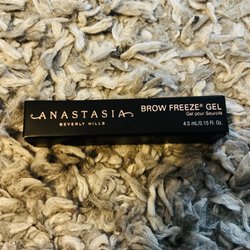 ANASTASIA
BEVERLY HILLS
BROW FREEZE® GEL
Gel pour Sourcils
4.5 mL/0.15 Fl. Oz.